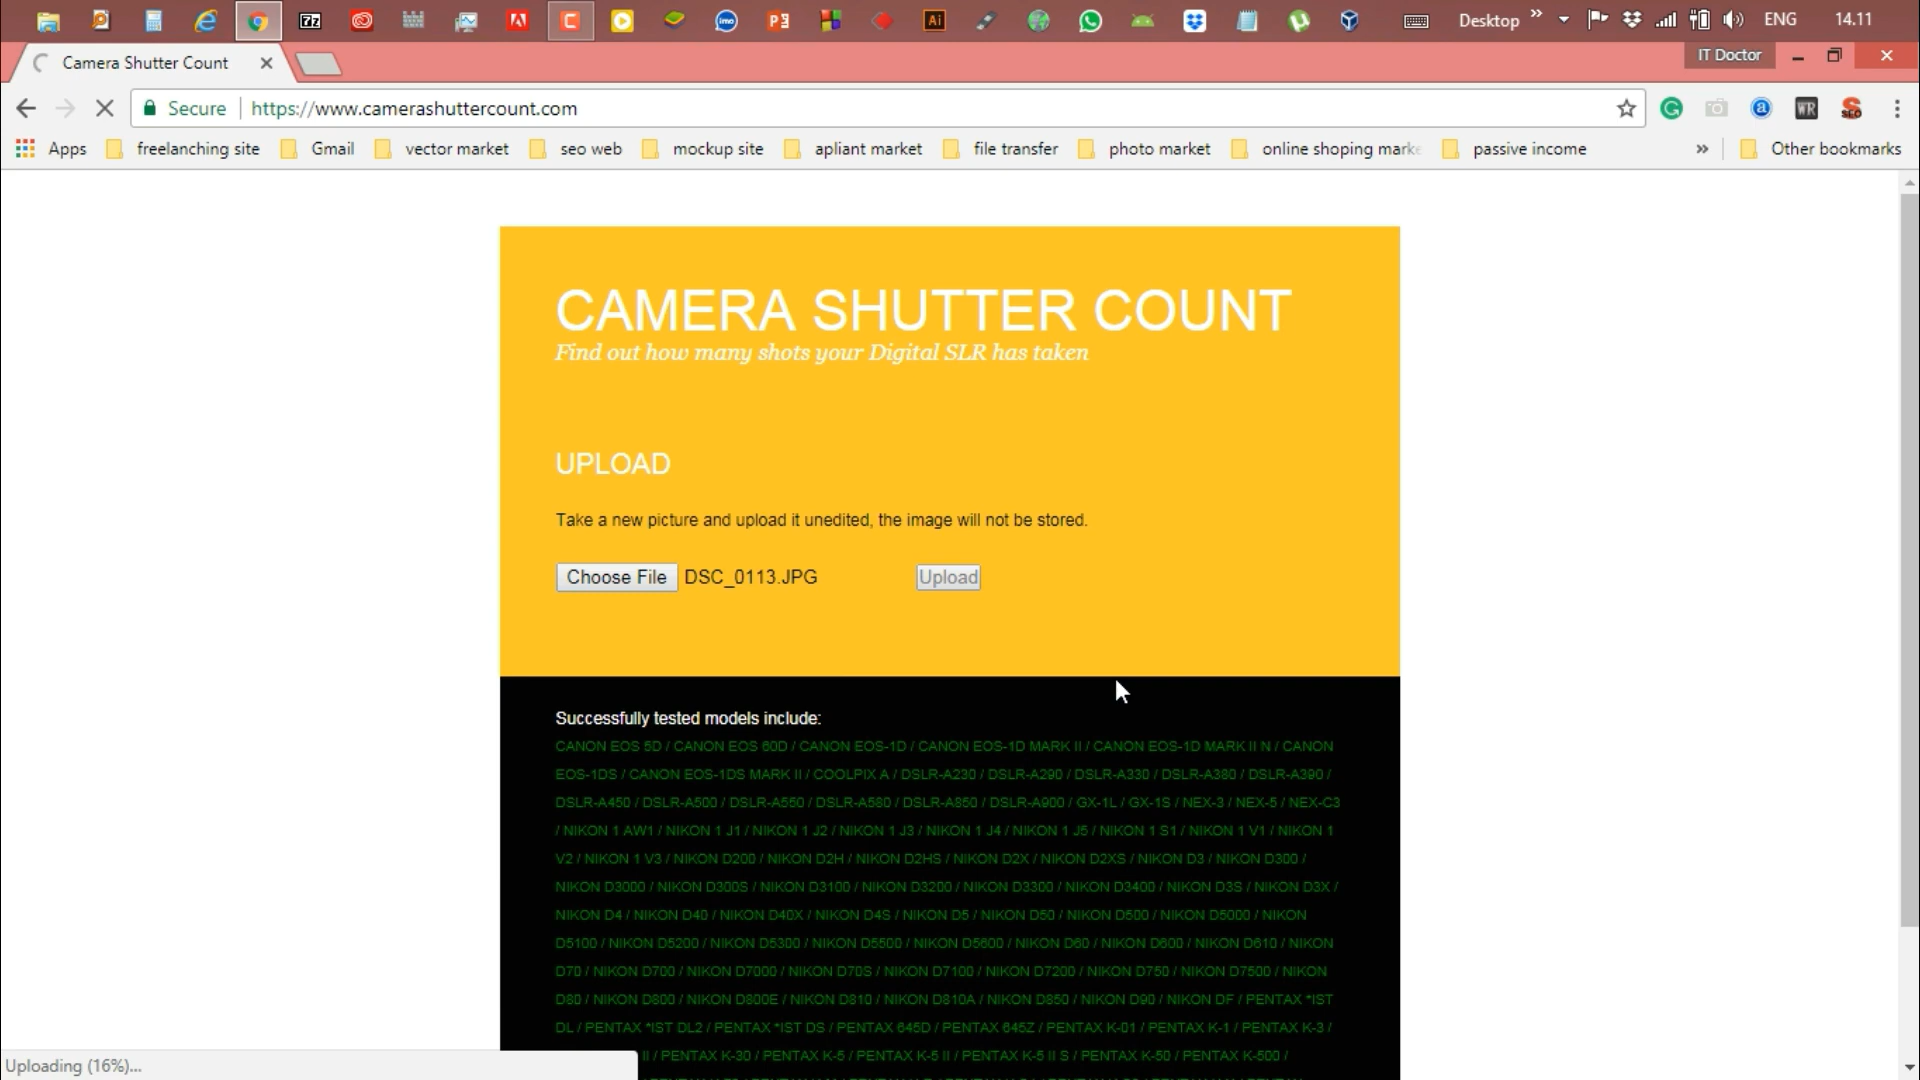 Desktop
ENG
14.11
Camera Shutter Count
IT Doctor
Secure
https://www.camerashuttercount.com
Apps
freelanching site
Gmail
vector market
seo web
mockup site
apliant market
file transfer
photo market
online shoping mark
passive income
Other bookmarks
CAMERA SHUTTER COUNT
Find out how many shots your Digital SLR has taken
UPLOAD
Take a new picture and upload it unedited, the image will not be stored.
Choose File DSC_0113.JPG Upload
Successfully tested models include:
CANON EOS 5D / CANON EOS 60D / CANON EOS-1D / CANON EOS-1D MARK II / CANON EOS-1D MARK II N / CANON
EOS-1DS / CANON EOS-1DS MARK II / COOLPIX A / DSLR-A230 / DSLR-A290 / DSLR-A330 / DSLR-A380 / DSLR-A390 /
DSLR-A450 / DSLR-A500 / DSLR-A550 / DSLR-A580 / DSLR-A850 / DSLR-A900 / GX-1L / GX-1S / NEX-3 / NEX-5 / NEX-C3
/ NIKON 1 AW1 / NIKON 1 J1 / NIKON 1 J2 / NIKON 1 J3 / NIKON 1 J4 / NIKON 1 J5 / NIKON 1 S1 / NIKON 1 V1 / NIKON 1
V2 / NIKON 1 V3 / NIKON D200 / NIKON D2H / NIKON D2HS / NIKON D2X / NIKON D2XS / NIKON D3 / NIKON D300 /
NIKON D3000 / NIKON D300S / NIKON D3100 / NIKON D3200 / NIKON D3300 / NIKON D3400 / NIKON D3S / NIKON D3X /
NIKON D4 / NIKON D40 / NIKON D40X / NIKON D4S / NIKON D5 / NIKON D50 / NIKON D500 / NIKON D5000 / NIKON
D5100 / NIKON D5200 / NIKON D5300 / NIKON D5500 / NIKON D5600 / NIKON D60 / NIKON D600 / NIKON D610 / NIKON
D70 / NIKON D700 / NIKON D7000 / NIKON D70S / NIKON D7100 / NIKON D7200 / NIKON D750 / NIKON D7500 / NIKON
D80 / NIKON D800 / NIKON D800E / NIKON D810 / NIKON D810A / NIKON D850 / NIKON D90 / NIKON DF / PENTAX *IST
DL / PENTAX *IST DL2 / PENTAX *IST DS / PENTAX 645D / PENTAX 645Z / PENTAX K-01 / PENTAX K-1 / PENTAX K-3 /
II / PENTAX K-30 / PENTAX K-5 / PENTAX K-5 II / PENTAX K-5 II S / PENTAX K-50 / PENTAX K-500 /
Uploading (16%)...